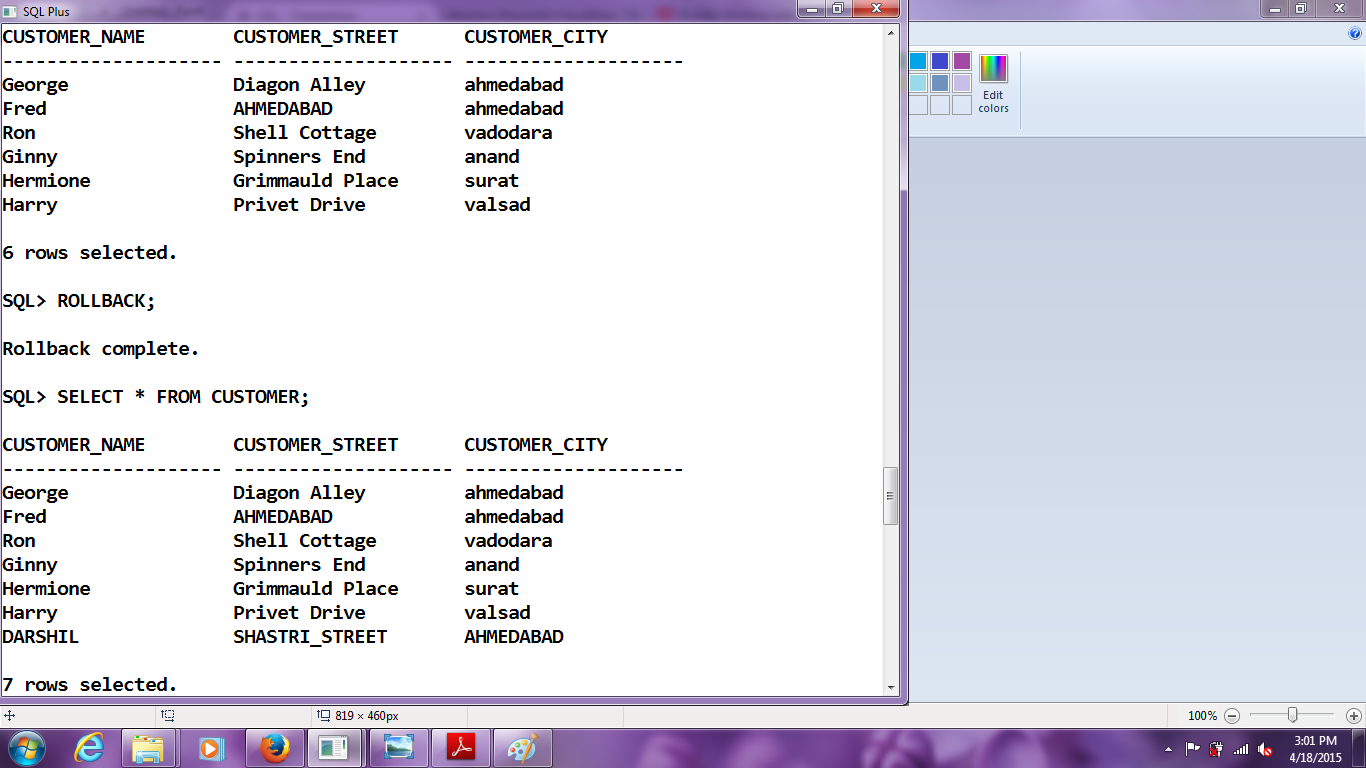 SQL Plus
CUSTOMER_NAME CUSTOMER_STREET CUSTOMER_CITY
-------------------- -------------------- --------------------
George Diagon Alley ahmedabad
Fred AHMEDABAD ahmedabad
Ron Shell Cottage vadodara
Ginny Spinners End anand
Hermione Grimmauld Place surat
Harry Privet Drive valsad
6 rows selected.
SQL> ROLLBACK;
Rollback complete.
SQL> SELECT * FROM CUSTOMER;
CUSTOMER_NAME CUSTOMER_STREET CUSTOMER_CITY
-------------------- -------------------- --------------------
George Diagon Alley ahmedabad
Fred AHMEDABAD ahmedabad
Ron Shell Cottage vadodara
Ginny Spinners End anand
Hermione Grimmauld Place surat
Harry Privet Drive valsad
DARSHIL SHASTRI_STREET AHMEDABAD
7 rows selected.
Edit
colors
819 × 460px
100%
3:01 PM
4/18/2015